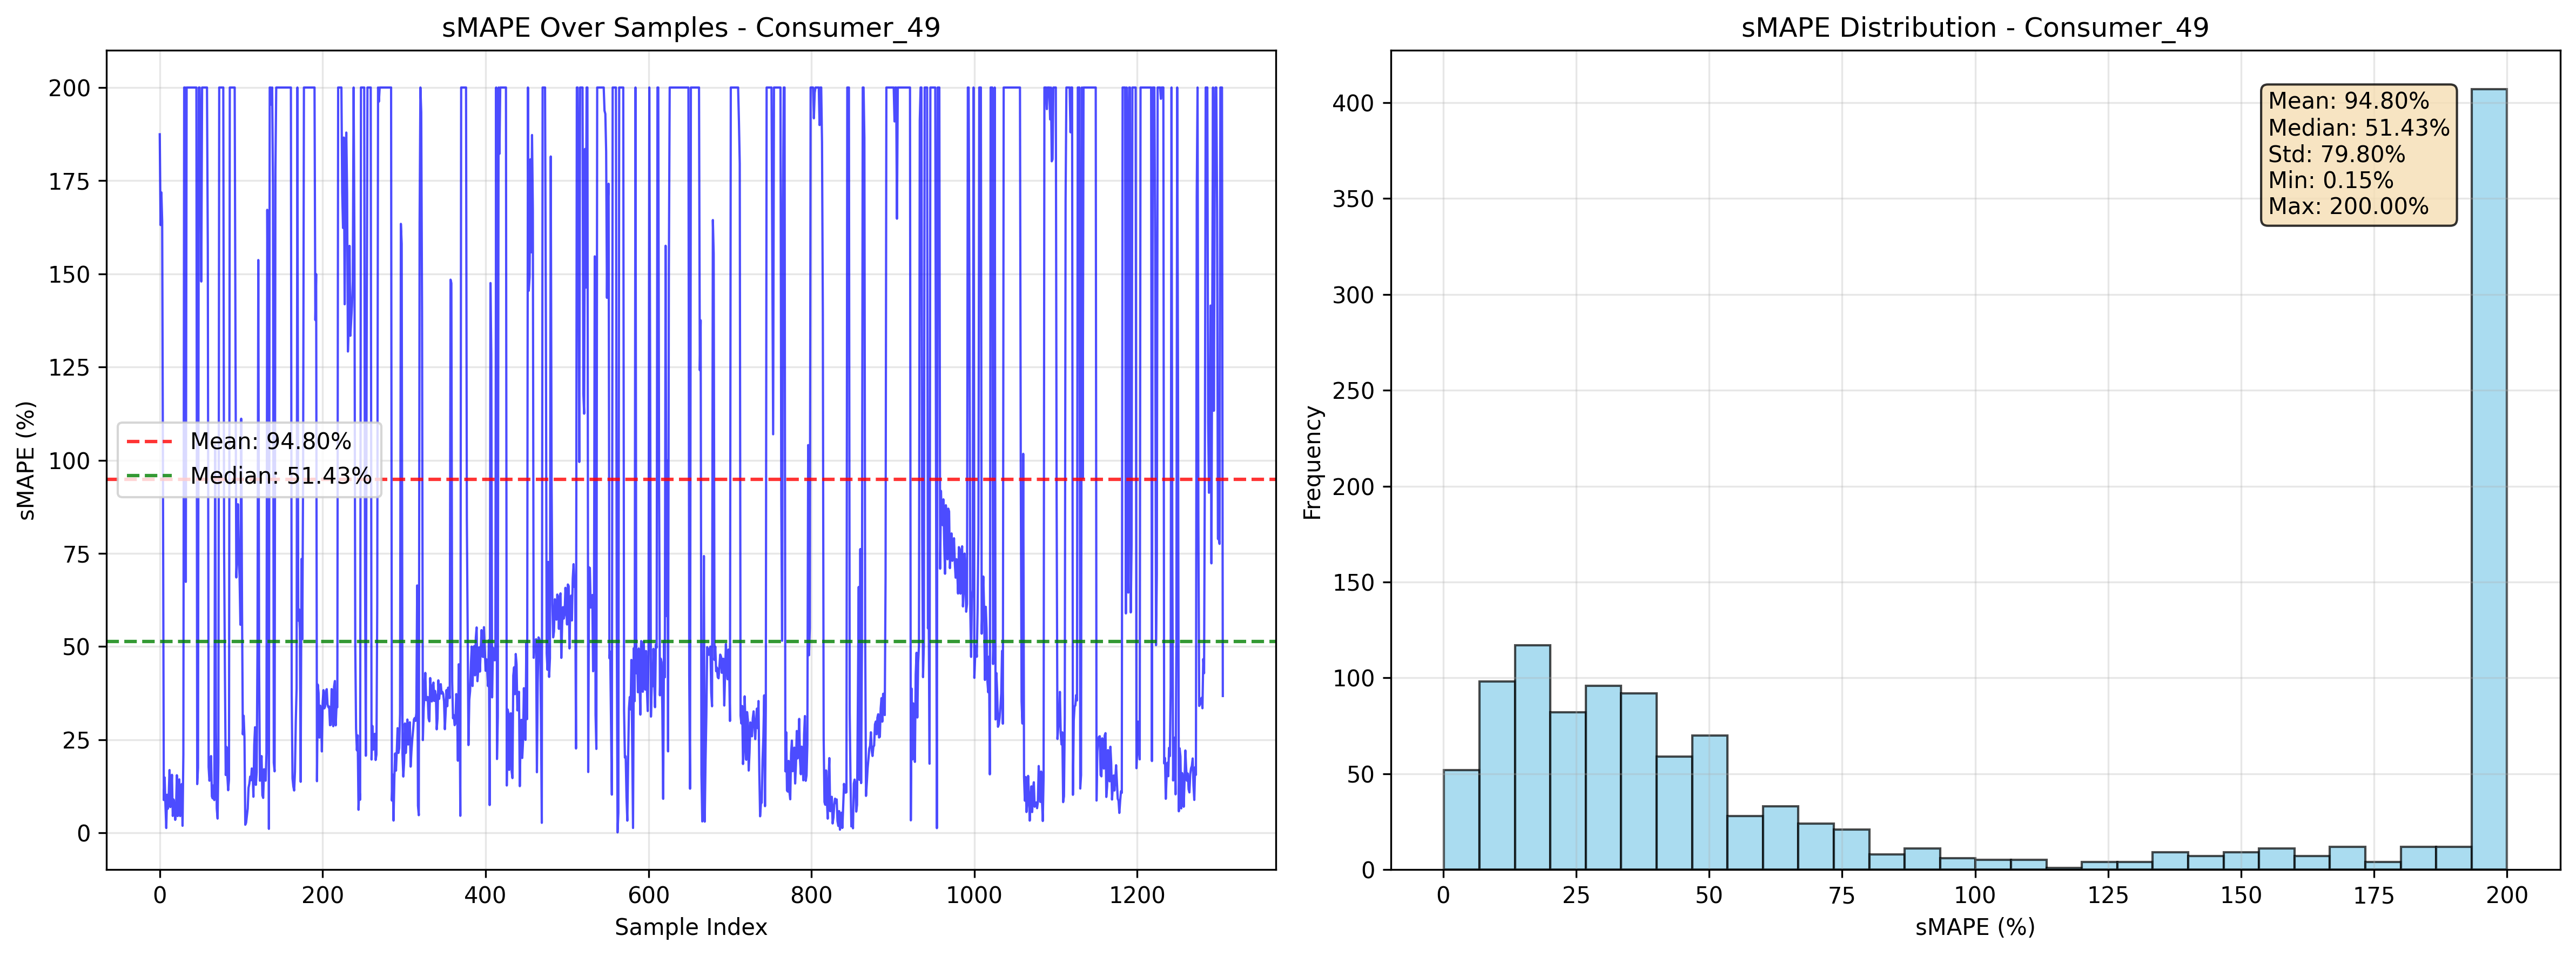 sMAPE Over Samples - Consumer_49
sMAPE (%)
200
175
150
125
100
75
50
25
0
Mean: 94.80%
Median: 51.43%
0
200
400
600
800
1000
1200
Sample Index
sMAPE Distribution - Consumer_49
Frequency
400
350
300
250
200
150
100
50
0
Mean: 94.80%
Median: 51.43%
Std: 79.80%
Min: 0.15%
Max: 200.00%
0
25
50
75
100
125
150
175
200
sMAPE (%)